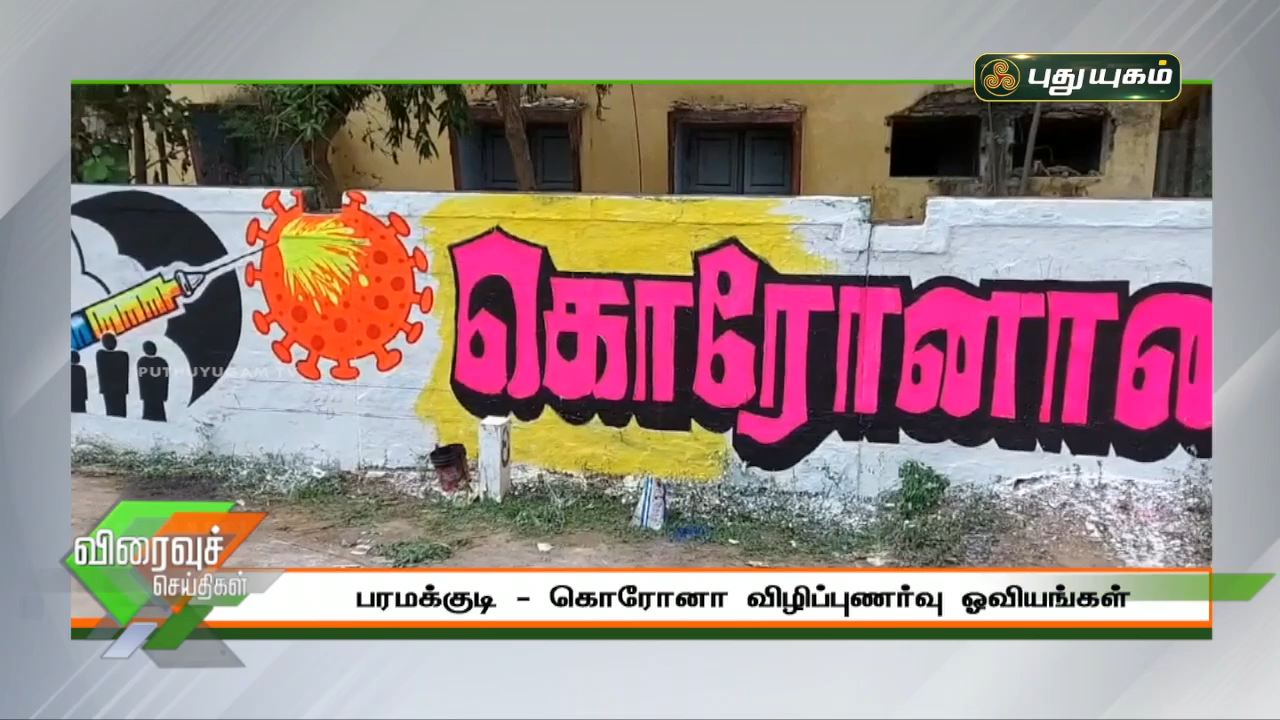 புதுயுகம்
கொரோனா
PUTHUYUGAM TV
விரைவுச்
செய்திகள்
பரமக்குடி - கொரோனா விழிப்புணர்வு ஓவியங்கள்